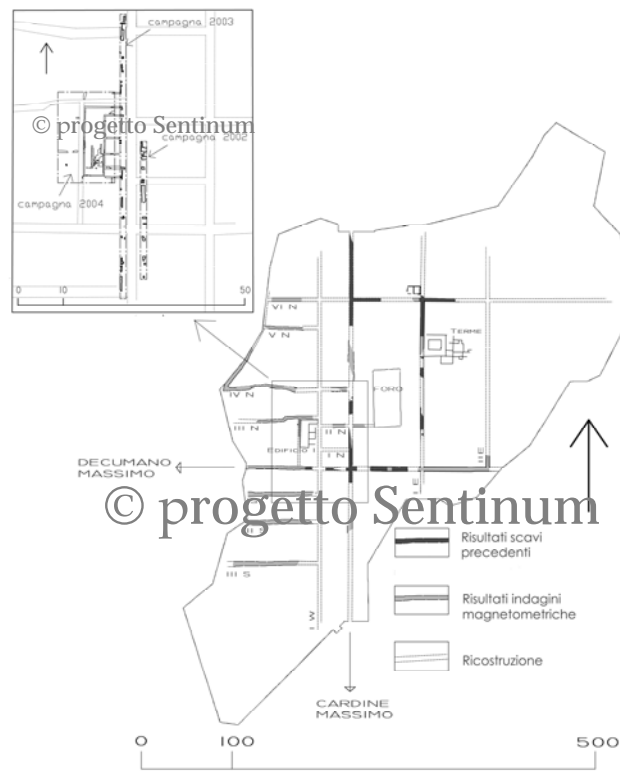 campagna 2003
© progetto Sentinum
campagna 2002
campagna 2004
0 10 50
VI N
V N
TERME
IV N
FORO
III N
II N
EDIFICIO I
I N
II E
DECUMANO
MASSIMO
I E
© progetto Sentinum
II S
III S
I W
Risultati scavi
precedenti
Risultati indagini
magnetometriche
Ricostruzione
CARDINE
MASSIMO
0 100 500